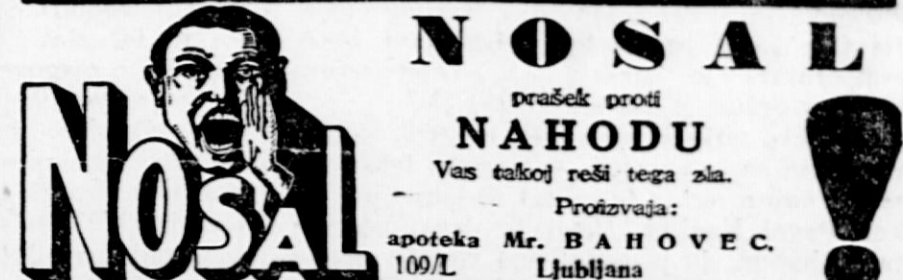 NOSAL
NOSAL
prašek proti
NAHODU
Vas takoj reši tega zla.
Proizvaja:
apoteka Mr. BAHOVEC,
109/L Ljubljana
!